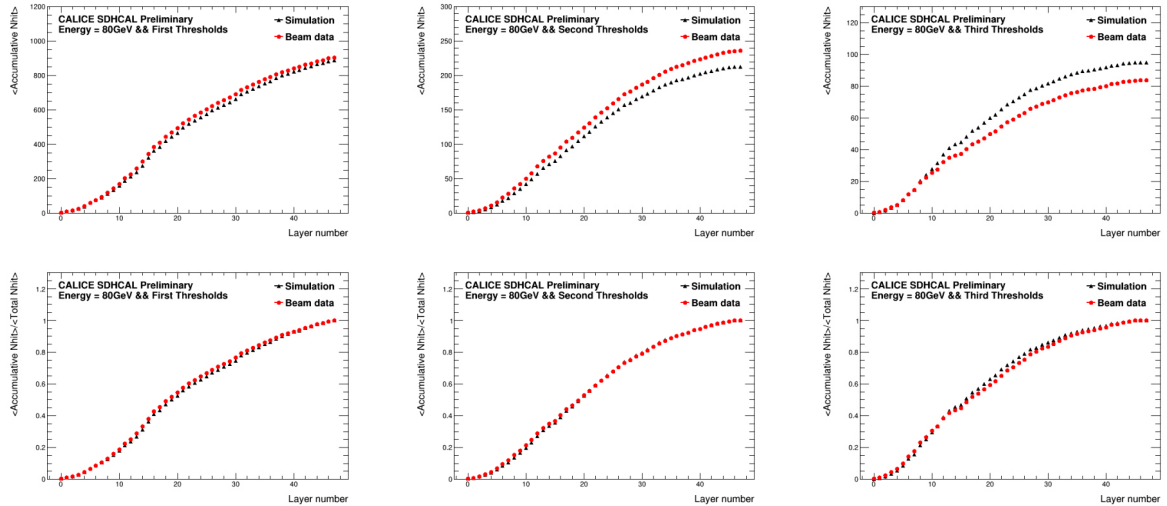 <Accumulative Nhit>
CALICE SDHCAL Preliminary
Energy = 80GeV && First Thresholds
Simulation
Beam data
1200
1000
800
600
400
200
0
0 10 20 30 40
Layer number
<Accumulative Nhit>
CALICE SDHCAL Preliminary
Energy = 80GeV && Second Thresholds
Simulation
Beam data
300
250
200
150
100
50
0
0 10 20 30 40
Layer number
<Accumulative Nhit>
CALICE SDHCAL Preliminary
Energy = 80GeV && Third Thresholds
Simulation
Beam data
120
100
80
60
40
20
0
0 10 20 30 40
Layer number
<Accumulative Nhit>/<Total Nhit>
CALICE SDHCAL Preliminary
Energy = 80GeV && First Thresholds
Simulation
Beam data
1.2
1
0.8
0.6
0.4
0.2
0
0 10 20 30 40
Layer number
<Accumulative Nhit>/<Total Nhit>
CALICE SDHCAL Preliminary
Energy = 80GeV && Second Thresholds
Simulation
Beam data
1.2
1
0.8
0.6
0.4
0.2
0
0 10 20 30 40
Layer number
<Accumulative Nhit>/<Total Nhit>
CALICE SDHCAL Preliminary
Energy = 80GeV && Third Thresholds
Simulation
Beam data
1.2
1
0.8
0.6
0.4
0.2
0
0 10 20 30 40
Layer number